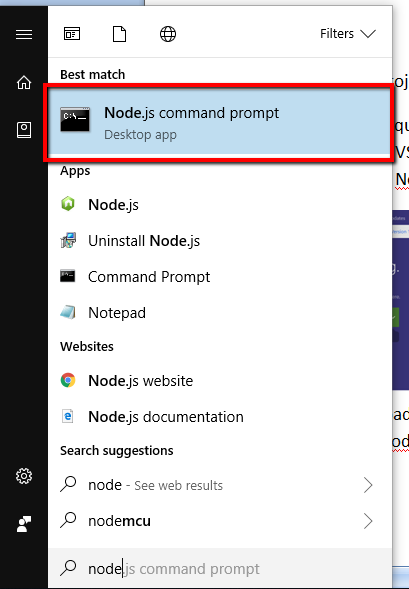 Filters
Best match
C:\.
Node.js command prompt
Desktop app
Apps
Node.js
Uninstall Node.js
Command Prompt
Notepad
Websites
Node.js website
Node.js documentation
Search suggestions
node - See web results
nodemcu
node.js command prompt